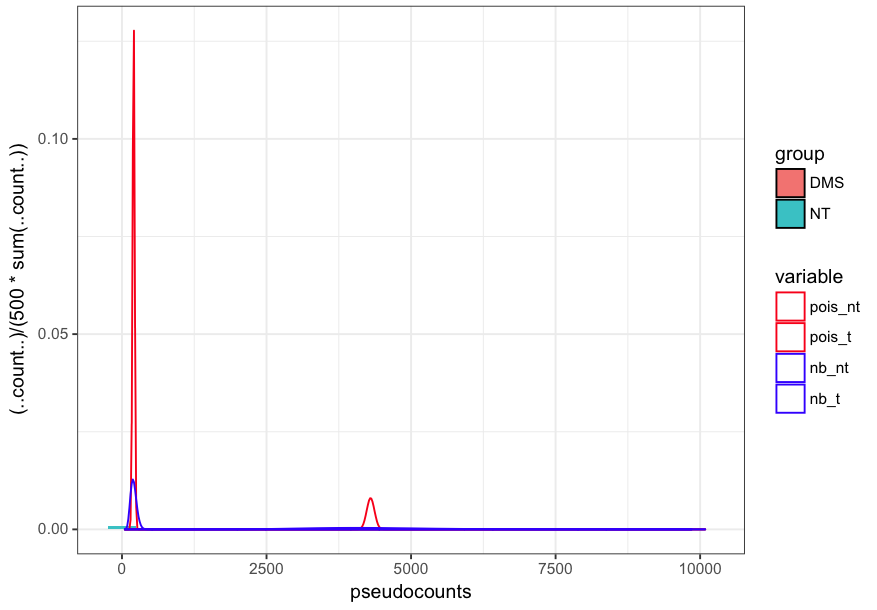 (..count..)/(500 * sum(..count..))
0.10
0.05
0.00
0
2500
5000
7500
10000
pseudocounts
group
DMS
NT
variable
pois_nt
pois_t
nb_nt
nb_t